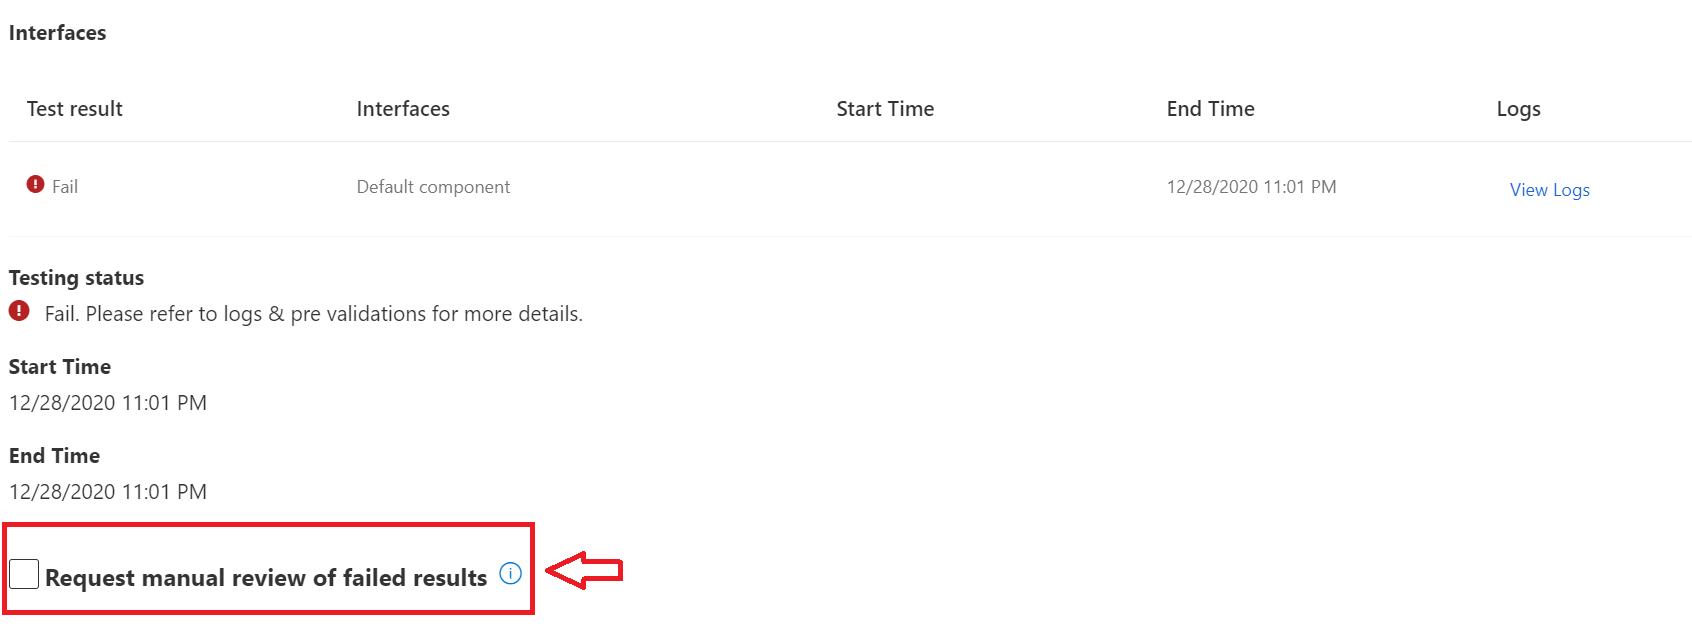 Interfaces
Test result Interfaces Start Time End Time Logs
Fail Default component 12/28/2020 11:01 PM View Logs
Testing status
Fail. Please refer to logs & pre validations for more details.
Start Time
12/28/2020 11:01 PM
End Time
12/28/2020 11:01 PM
Request manual review of failed results